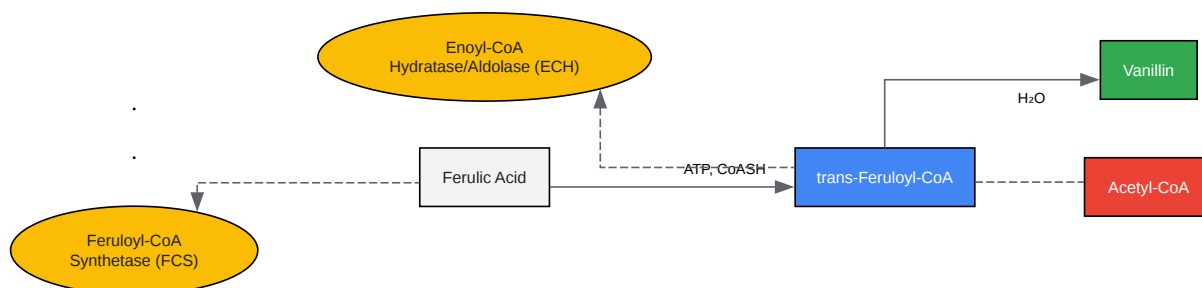 Enoyl-CoA
Hydratase/Aldolase (ECH)
Vanillin
H₂O
ATP, CoASH
Ferulic Acid
trans-Feruloyl-CoA
Acetyl-CoA
Feruloyl-CoA
Synthetase (FCS)